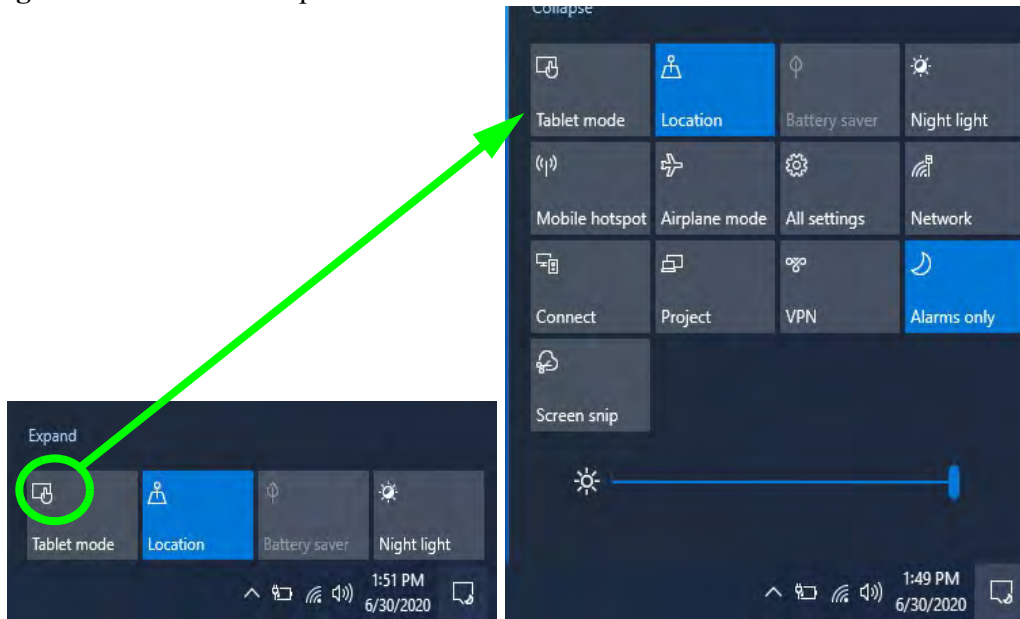 Collapse
Tablet mode Location Battery saver Night light
Mobile hotspot Airplane mode All settings Network
Connect Project VPN Alarms only
Screen snip
1:49 PM
6/30/2020
Expand
Tablet mode Location Battery saver Night light
1:51 PM
6/30/2020